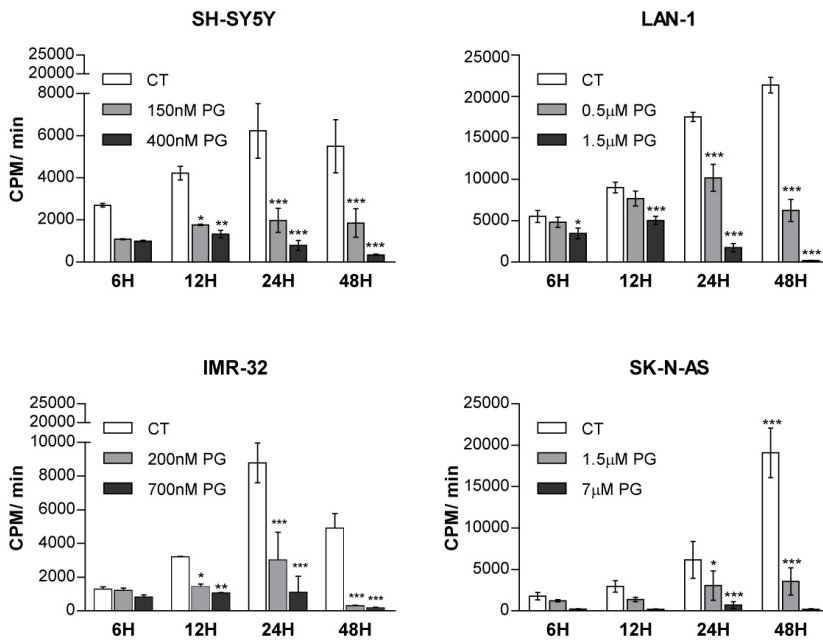 SH-SY5Y
25000
20000
8000
6000
4000
2000
0
CPM/ min
CT
150nM PG
400nM PG
* ** *** *** *** ***
6H 12H 24H 48H
LAN-1
25000
20000
15000
10000
5000
0
CT
0.5µM PG
1.5µM PG
* *** *** *** *** ***
6H 12H 24H 48H
IMR-32
25000
20000
10000
8000
6000
4000
2000
0
CPM/ min
CT
200nM PG
700nM PG
* ** *** *** *** ***
6H 12H 24H 48H
SK-N-AS
25000
20000
15000
10000
5000
0
CPM/ min
CT
1.5µM PG
7µM PG
* *** *** ***
6H 12H 24H 48H